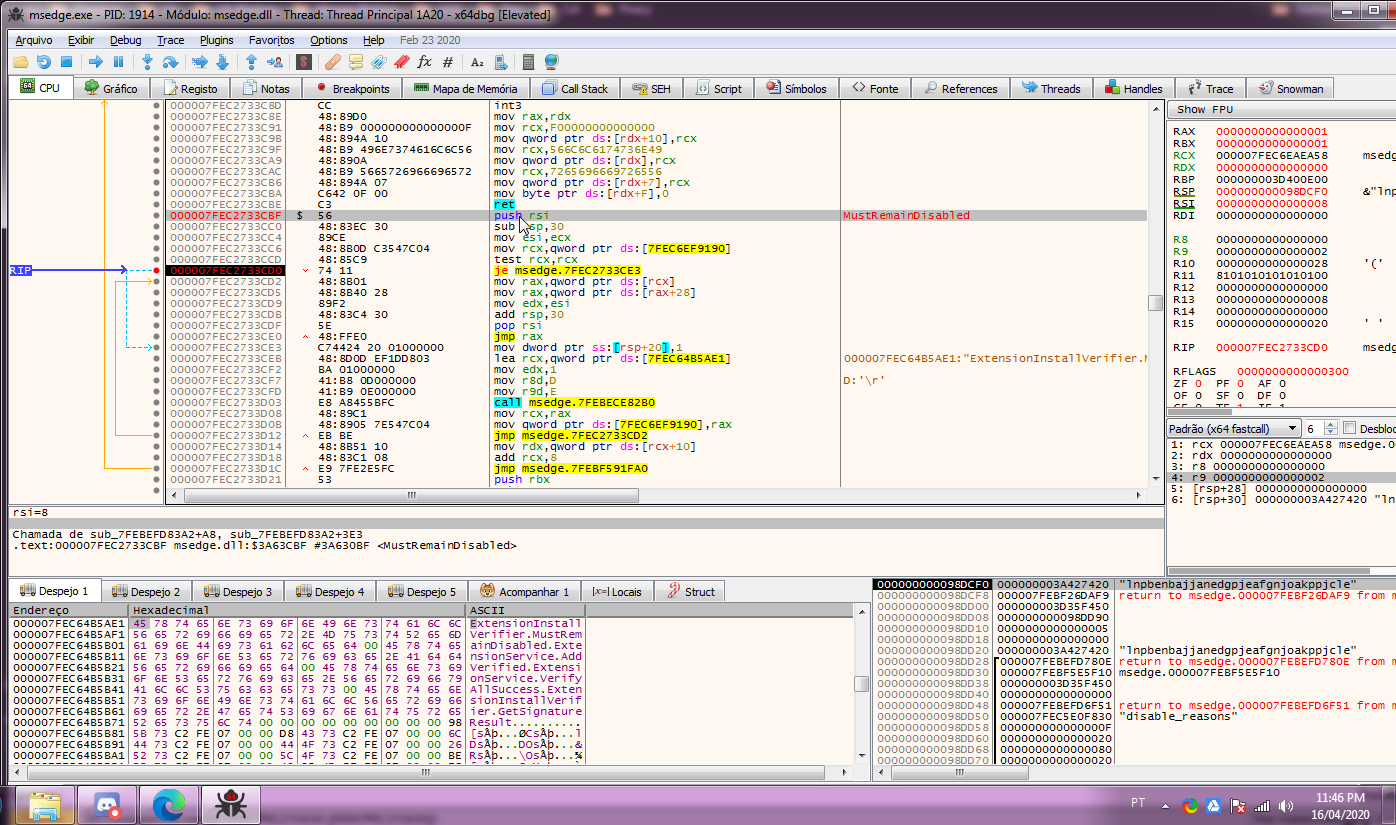 msedge.exe - PID: 1914 - Módulo: msedge.dll - Thread: Thread Principal 1A20 - x64dbg [Elevated]
Arquivo Exibir Debug Trace Plugins Favoritos Options Help Feb 23 2020
CPU Gráfico Registo Notas Breakpoints Mapa de Memória Call Stack SEH Script Símbolos Fonte References Threads Handles Trace Snowman
000007FEC2733C8D CC int3
000007FEC2733C8E 48:89D0 mov rax,rdx
000007FEC2733C91 48:B9 000000000000000F mov rcx,F00000000000000
000007FEC2733C9B 48:894A 10 mov qword ptr ds:[rdx+10],rcx
000007FEC2733C9F 48:B9 496E7374616C6C56 mov rcx,566C6C6174736E49
000007FEC2733CA9 48:890A mov qword ptr ds:[rdx],rcx
000007FEC2733CAC 48:B9 5665726966696572 mov rcx,7265696669726556
000007FEC2733CB6 48:894A 07 mov qword ptr ds:[rdx+7],rcx
000007FEC2733CBA C642 0F 00 mov byte ptr ds:[rdx+F],0
000007FEC2733CBE C3 ret
000007FEC2733CBF $ 56 push rsi MustRemainDisabled
000007FEC2733CC0 48:83EC 30 sub rsp,30
000007FEC2733CC4 89CE mov esi,ecx
000007FEC2733CC6 48:8B0D C3547C04 mov rcx,qword ptr ds:[7FEC6EF9190]
000007FEC2733CCD 48:85C9 test rcx,rcx
RIP 000007FEC2733CD0 74 11 je msedge.7FEC2733CE3
000007FEC2733CD2 48:8B01 mov rax,qword ptr ds:[rcx]
000007FEC2733CD5 48:8B40 28 mov rax,qword ptr ds:[rax+28]
000007FEC2733CD9 89F2 mov edx,esi
000007FEC2733CDB 48:83C4 30 add rsp,30
000007FEC2733CDF 5E pop rsi
000007FEC2733CE0 48:FFE0 jmp rax
000007FEC2733CE3 C74424 20 01000000 mov dword ptr ss:[rsp+20],1
000007FEC2733CEB 48:8D0D EF1DD803 lea rcx,qword ptr ds:[7FEC64B5AE1] 000007FEC64B5AE1:"ExtensionInstallVerifier.M
000007FEC2733CF2 BA 01000000 mov edx,1
000007FEC2733CF7 41:B8 0D000000 mov r8d,D D:'\r'
000007FEC2733CFD 41:B9 0E000000 mov r9d,E
000007FEC2733D03 E8 A8455BFC call msedge.7FEBECE82B0
000007FEC2733D08 48:89C1 mov rcx,rax
000007FEC2733D0B 48:8905 7E547C04 mov qword ptr ds:[7FEC6EF9190],rax
000007FEC2733D12 EB BE jmp msedge.7FEC2733CD2
000007FEC2733D14 48:8B51 10 mov rdx,qword ptr ds:[rcx+10]
000007FEC2733D18 48:83C1 08 add rcx,8
000007FEC2733D1C E9 7FE2E5FC jmp msedge.7FEBF591FA0
000007FEC2733D21 53 push rbx
Show FPU
RAX 0000000000000001
RBX 0000000000000001
RCX 000007FEC6EAEA58 msedge
RDX 0000000000000000
RBP 000000003D400E00
RSP 000000000098DCF0 &"lnp
RSI 0000000000000008
RDI 0000000000000000
R8 0000000000000000
R9 0000000000000002
R10 0000000000000028 '('
R11 8101010101010100
R12 0000000000000000
R13 0000000000000008
R14 0000000000000000
R15 0000000000000020 ' '
RIP 000007FEC2733CD0 msedge
RFLAGS 0000000000000300
ZF 0 PF 0 AF 0
OF 0 SF 0 DF 0
CF 0 TF 1 IF 1
Padrão (x64 fastcall) 6 Desbloc
1: rcx 000007FEC6EAEA58 msedge.00
2: rdx 0000000000000000
3: r8 0000000000000000
4: r9 0000000000000002
5: [rsp+28] 0000000000000000
6: [rsp+30] 000000003A427420 "ln
rsi=8
Chamada de sub_7FEBEFD83A2+A8, sub_7FEBEFD83A2+3E3
.text:000007FEC2733CBF msedge.dll:$3A63CBF #3A630BF <MustRemainDisabled>
Despejo 1 Despejo 2 Despejo 3 Despejo 4 Despejo 5 Acompanhar 1 [x=] Locais Struct
Endereço Hexadecimal ASCII
000007FEC64B5AE1 45 78 74 65 6E 73 69 6F 6E 49 6E 73 74 61 6C 6C ExtensionInstall
000007FEC64B5AF1 56 65 72 69 66 69 65 72 2E 4D 75 73 74 52 65 6D Verifier.MustRem
000007FEC64B5B01 61 69 6E 44 69 73 61 62 6C 65 64 00 45 78 74 65 ainDisabled.Exte
000007FEC64B5B11 6E 73 69 6F 6E 53 65 72 76 69 63 65 2E 41 64 64 nsionService.Add
000007FEC64B5B21 56 65 72 69 66 69 65 64 00 45 78 74 65 6E 73 69 Verified.Extensi
000007FEC64B5B31 6F 6E 53 65 72 76 69 63 65 2E 56 65 72 69 66 79 onService.Verify
000007FEC64B5B41 41 6C 6C 53 75 63 63 65 73 73 00 45 78 74 65 6E AllSuccess.Exten
000007FEC64B5B51 73 69 6F 6E 49 6E 73 74 61 6C 6C 56 65 72 69 66 sionInstallVerif
000007FEC64B5B61 69 65 72 2E 47 65 74 53 69 67 6E 61 74 75 72 65 ier.GetSignature
000007FEC64B5B71 52 65 73 75 6C 74 00 00 00 00 00 00 00 00 00 98 Result..........
000007FEC64B5B81 5B 73 C2 FE 07 00 00 D8 43 73 C2 FE 07 00 00 6C [sÂþ...ØCsÂþ...l
000007FEC64B5B91 44 73 C2 FE 07 00 00 44 4F 73 C2 FE 07 00 00 26 DsÂþ...DOsÂþ...&
000007FEC64B5BA1 52 73 C2 FE 07 00 00 5C 4F 73 C2 FE 07 00 00 BE RsÂþ...\OsÂþ...¾
000000000098DCF0 000000003A427420 "lnpbenbajjanedgpjeafgnjoakppjcle"
000000000098DCF8 000007FEBF26DAF9 return to msedge.000007FEBF26DAF9 from m
000000000098DD00 000000003D35F450
000000000098DD08 000000000098DD90
000000000098DD10 0000000000000005
000000000098DD18 0000000000000000
000000000098DD20 000000003A427420 "lnpbenbajjanedgpjeafgnjoakppjcle"
000000000098DD28 000007FEBEFD780E return to msedge.000007FEBEFD780E from m
000000000098DD30 000007FEBF5E5F10 msedge.000007FEBF5E5F10
000000000098DD38 000000003D35F450
000000000098DD40 0000000000000000
000000000098DD48 000007FEBEFD6F51 return to msedge.000007FEBEFD6F51 from m
000000000098DD50 000007FEC5E0F830 "disable_reasons"
000000000098DD58 000000000000000F
000000000098DD60 0000000000000000
000000000098DD68 0000000000000080
000000000098DD70 0000000000000020
PT 11:46 PM
16/04/2020